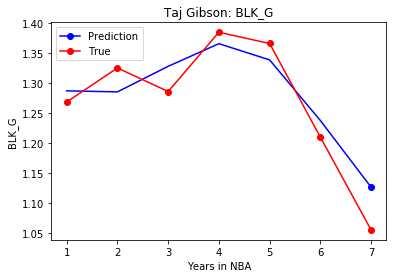 Taj Gibson: BLK_G
Prediction
True
BLK_G
1.40
1.35
1.30
1.25
1.20
1.15
1.10
1.05
1 2 3 4 5 6 7
Years in NBA